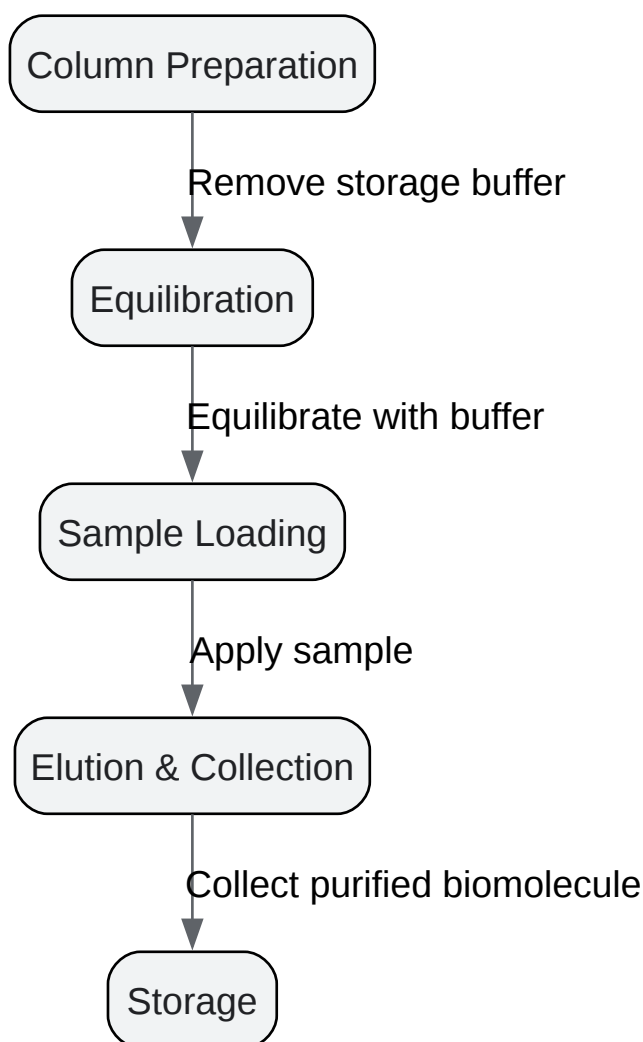 Column Preparation
Remove storage buffer
Equilibration
Equilibrate with buffer
Sample Loading
Apply sample
Elution & Collection
Collect purified biomolecule
Storage